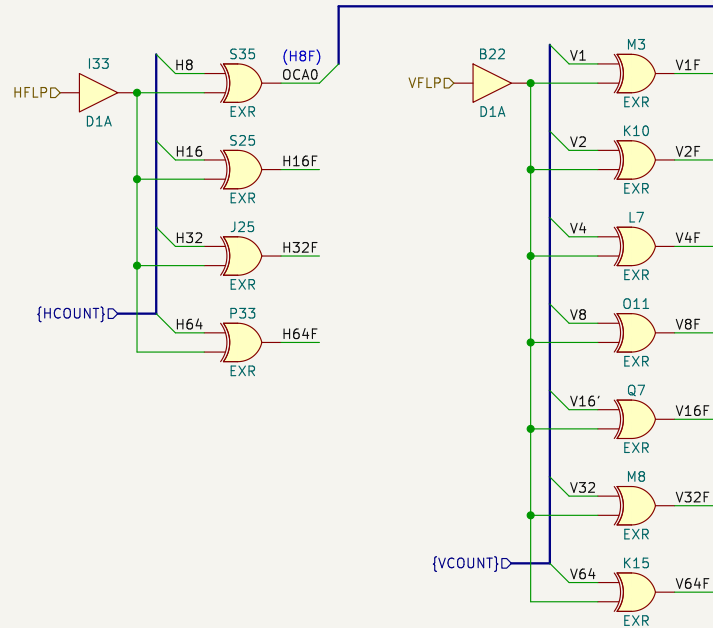 I33
HFLP
D1A
H8
S35
(H8F)
OCA0
EXR
H16
S25
H16F
EXR
H32
J25
H32F
EXR
{HCOUNT}
H64
P33
H64F
EXR
B22
VFLP
D1A
V1
M3
V1F
EXR
V2
K10
V2F
EXR
V4
L7
V4F
EXR
V8
O11
V8F
EXR
V16'
Q7
V16F
EXR
V32
M8
V32F
EXR
{VCOUNT}
V64
K15
V64F
EXR